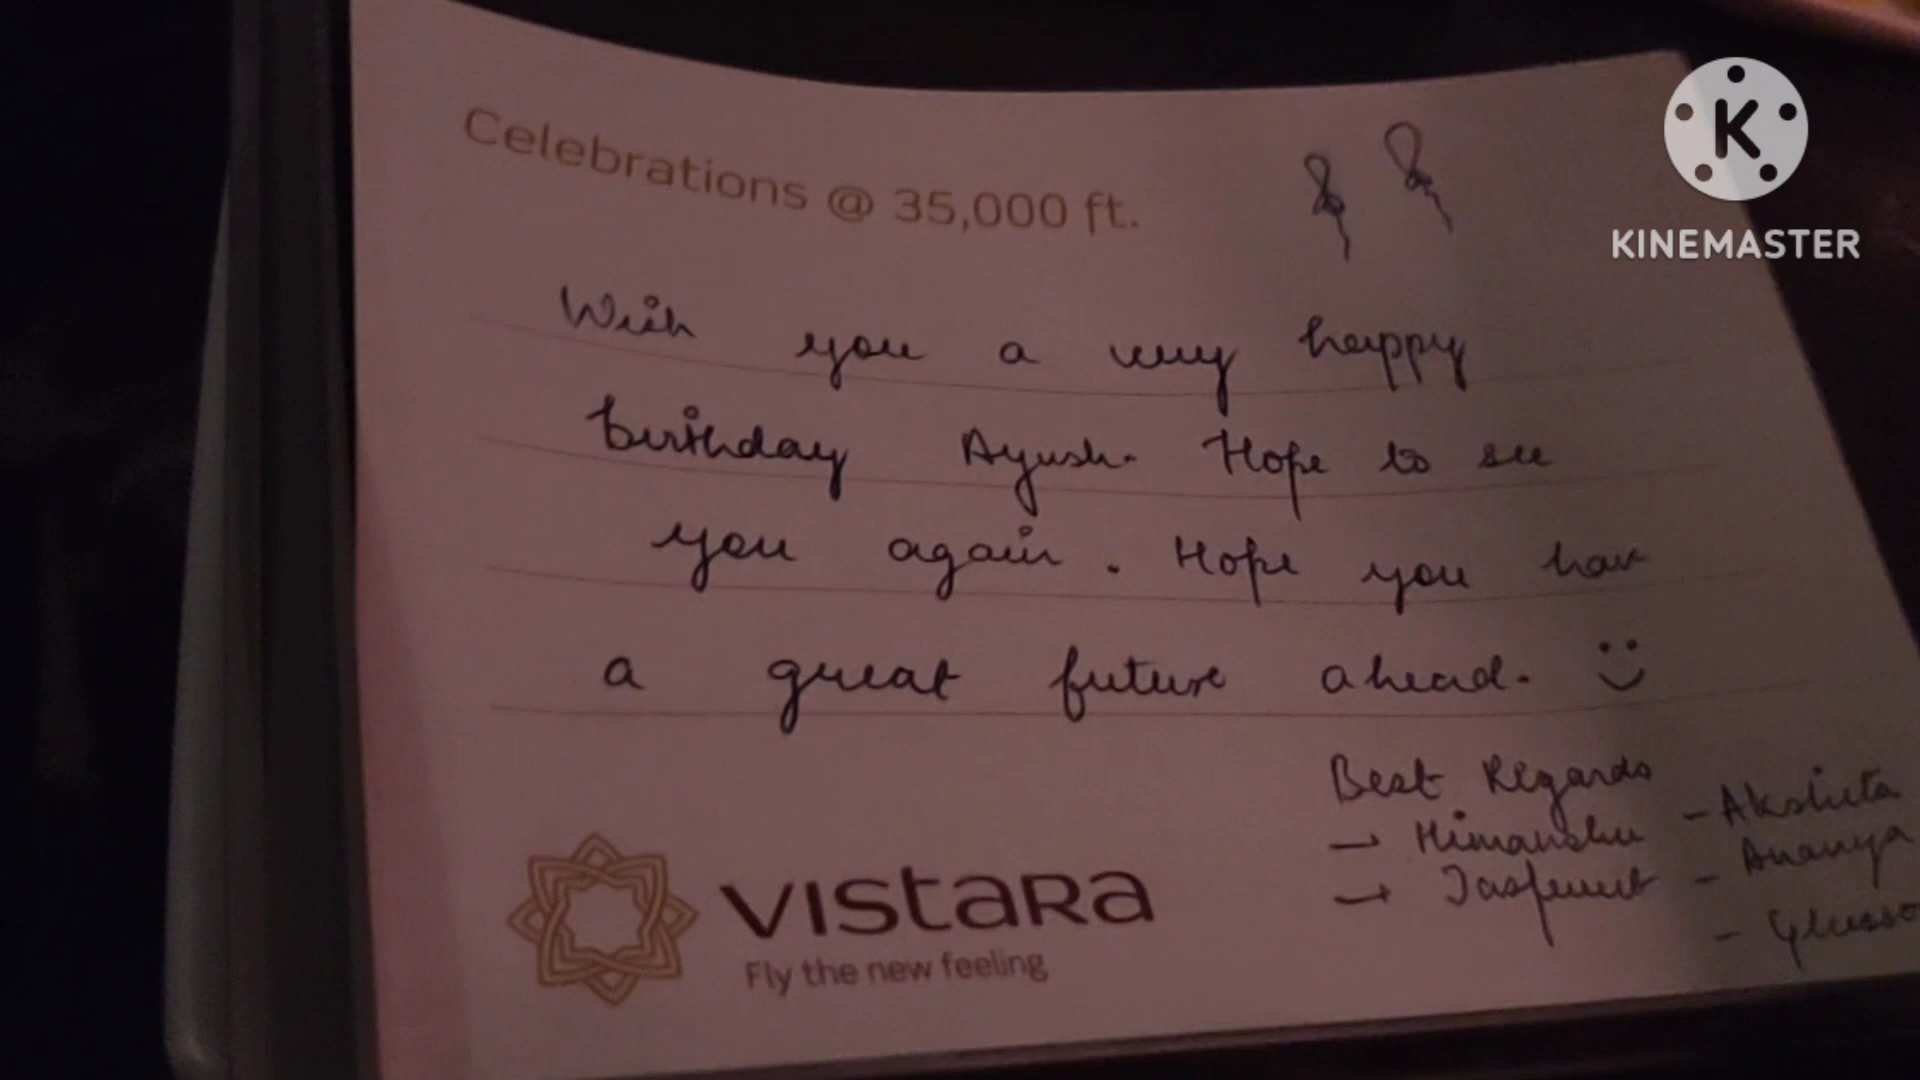 Celebrations @ 35,000 ft.
KINEMASTER
Wish you a very happy
birthday Ayush. Hope to see
you again. Hope you have
a great future ahead. :)
Best Regards
→ Himanshu - Akshita
→ - Ananya
VISTARA
Fly the new feeling